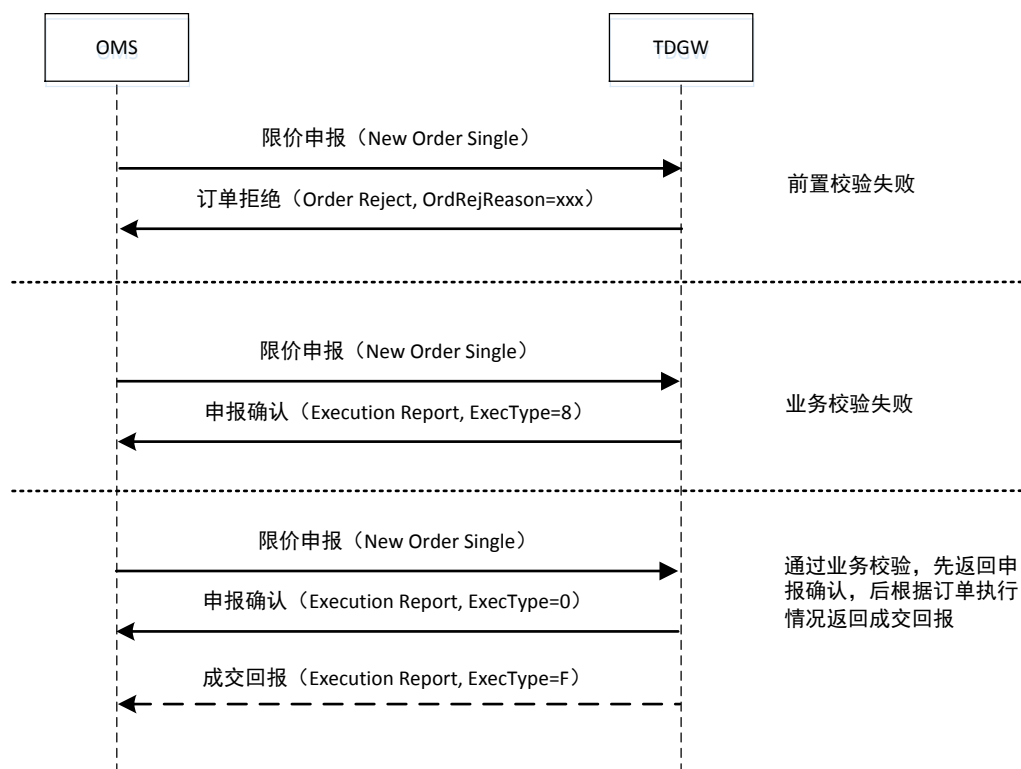 OMS
TDGW
限价申报（New Order Single）
订单拒绝（Order Reject, OrdRejReason=xxx）
前置校验失败
限价申报（New Order Single）
申报确认（Execution Report, ExecType=8）
业务校验失败
限价申报（New Order Single）
申报确认（Execution Report, ExecType=0）
成交回报（Execution Report, ExecType=F）
通过业务校验，先返回申
报确认，后根据订单执行
情况返回成交回报